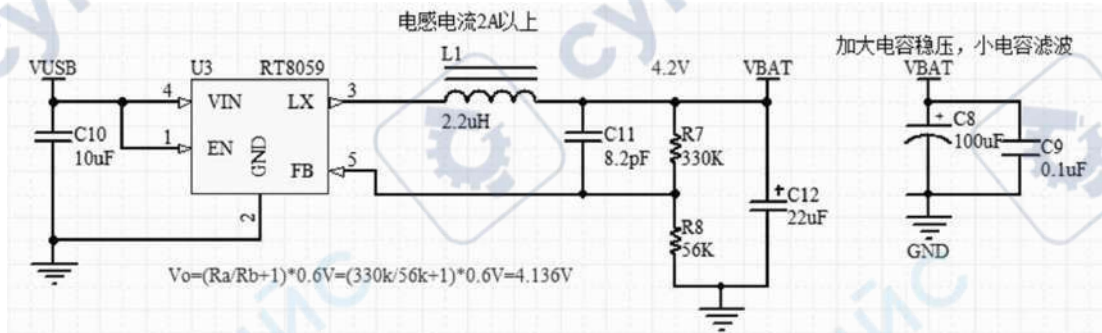 电感电流2A以上
加大电容稳压，小电容滤波
VUSB
U3
RT8059
L1
4.2V
VBAT
VBAT
4
VIN
LX
3
2.2uH
C10
10uF
1
EN
GND
FB
5
2
C11
8.2pF
R7
330K
R8
56K
C12
22uF
C8
100uF
C9
0.1uF
GND
Vo=(Ra/Rb+1)*0.6V=(330k/56k+1)*0.6V=4.136V